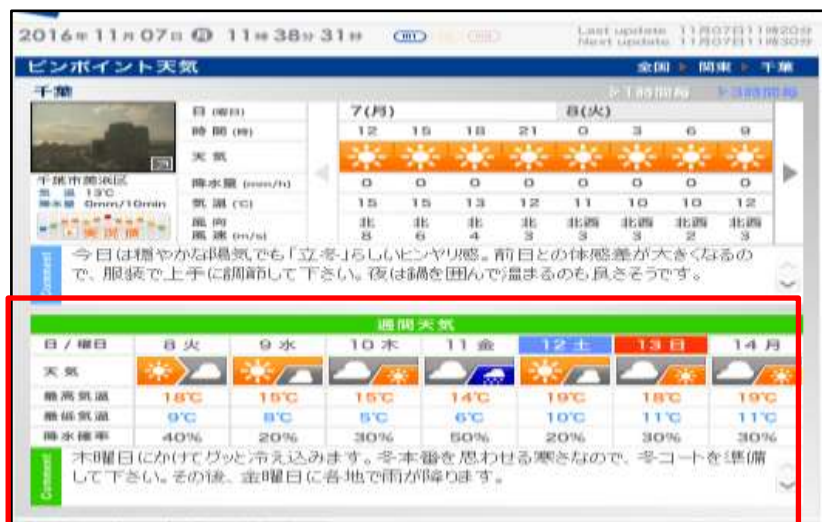 2016年11月07日 月 11時38分31秒
Last update 11月07日11時20分
Next update 11月07日11時30分
ピンポイント天気 全国 関東 千葉
千葉 1時間毎 3時間毎
日 (曜日) 7(月) 8(火)
時間 (時) 12 15 18 21 0 3 6 9
天気
千葉市美浜区
気温 13℃
降水量 0mm/10min
実況値
降水量 (mm/h) 0 0 0 0 0 0 0 0
気温 (℃) 15 15 13 12 11 10 10 12
風向 北 北 北 北 北西 北西 北西 北西
風速 (m/s) 8 6 4 3 3 3 2 3
Comment
今日は穏やかな陽気でも「立冬」らしいヒンヤリ感。前日との体感差が大きくなるの
で、服装で上手に調節して下さい。夜は鍋を囲んで温まるのも良さそうです。
週間天気
日/曜日 8 火 9 水 10 木 11 金 12 土 13 日 14 月
天気
最高気温 18℃ 15℃ 15℃ 14℃ 19℃ 18℃ 19℃
最低気温 9℃ 8℃ 5℃ 6℃ 10℃ 11℃ 11℃
降水確率 40% 20% 30% 50% 20% 30% 30%
Comment
木曜日にかけてグッと冷え込みます。冬本番を思わせる寒さなので、冬コートを準備
して下さい。その後、金曜日に各地で雨が降ります。